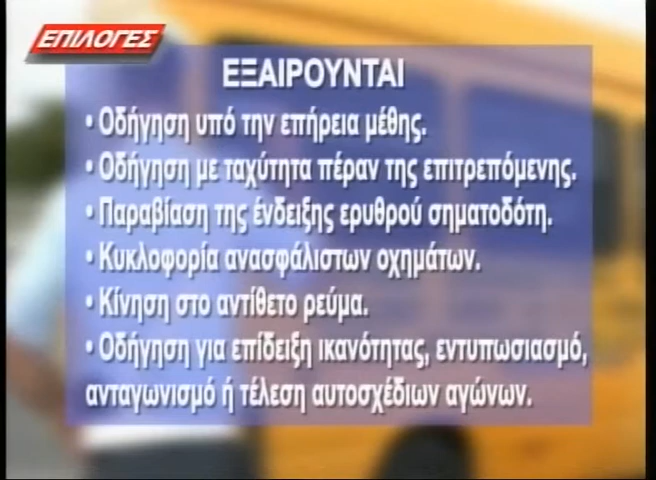 ΕΠΙΛΟΓΕΣ
ΕΞΑΙΡΟΥΝΤΑΙ
• Οδήγηση υπό την επήρεια μέθης.
• Οδήγηση με ταχύτητα πέραν της επιτρεπόμενης.
• Παραβίαση της ένδειξης ερυθρού σηματοδότη.
• Κυκλοφορία ανασφάλιστων οχημάτων.
• Κίνηση στο αντίθετο ρεύμα.
• Οδήγηση για επίδειξη ικανότητας, εντυπωσιασμό,
ανταγωνισμό ή τέλεση αυτοσχέδιων αγώνων.